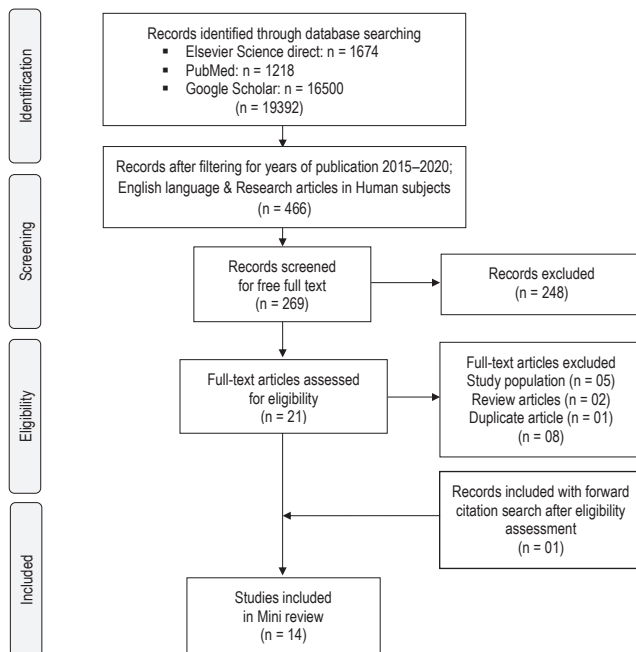 Identification
Records identified through database searching
▪ Elsevier Science direct: n = 1674
▪ PubMed: n = 1218
▪ Google Scholar: n = 16500
(n = 19392)
Records after filtering for years of publication 2015–2020;
English language & Research articles in Human subjects
(n = 466)
Screening
Records screened
for free full text
(n = 269)
Records excluded
(n = 248)
Eligibility
Full-text articles assessed
for eligibility
(n = 21)
Full-text articles excluded
Study population (n = 05)
Review articles (n = 02)
Duplicate article (n = 01)
(n = 08)
Records included with forward
citation search after eligibility
assessment
(n = 01)
Included
Studies included
in Mini review
(n = 14)